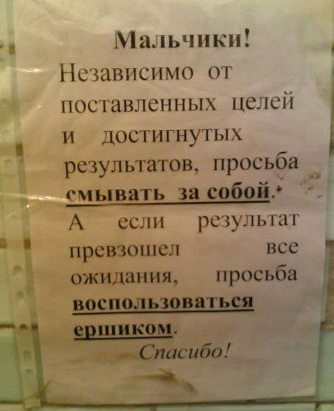 Мальчики!
Независимо от
поставленных целей
и достигнутых
результатов, просьба
смывать за собой.
А если результат
превзошел все
ожидания, просьба
воспользоваться
ершиком.
Спасибо!